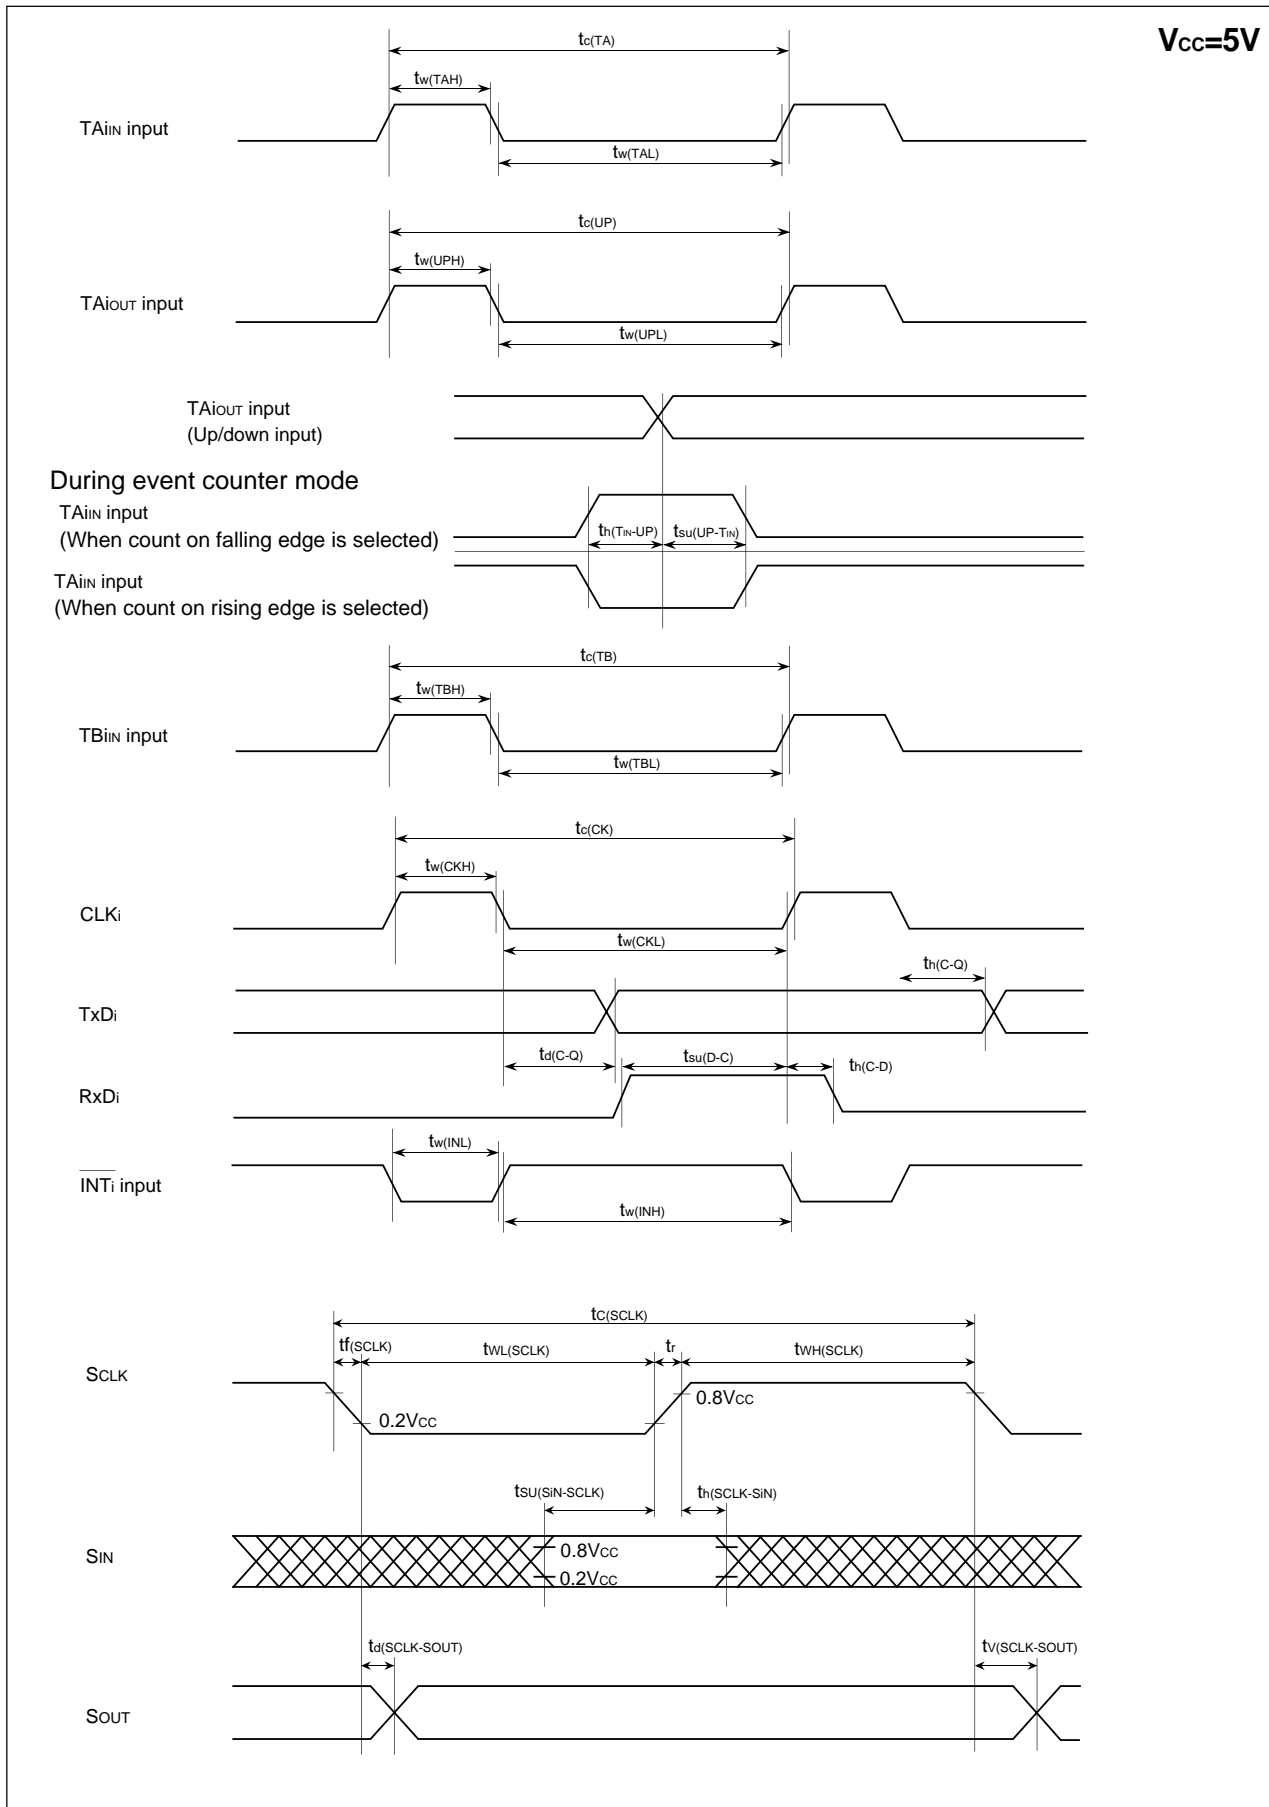 VCC=5V
tc(TA)
tw(TAH)
TAiIN input
tw(TAL)
tc(UP)
tw(UPH)
TAiOUT input
tw(UPL)
TAiOUT input
(Up/down input)
During event counter mode
TAiIN input
(When count on falling edge is selected)
th(TIN-UP) tsu(UP-TIN)
TAiIN input
(When count on rising edge is selected)
tc(TB)
tw(TBH)
TBiIN input
tw(TBL)
tc(CK)
tw(CKH)
CLKi
tw(CKL)
th(C-Q)
TxDi
td(C-Q) tsu(D-C) th(C-D)
RxDi
tw(INL)
INTi input
tw(INH)
tC(SCLK)
tf(SCLK) tWL(SCLK) tr tWH(SCLK)
SCLK
0.8VCC
0.2VCC
tSU(SiN-SCLK) th(SCLK-SiN)
SIN
0.8VCC
0.2VCC
td(SCLK-SOUT) tV(SCLK-SOUT)
SOUT